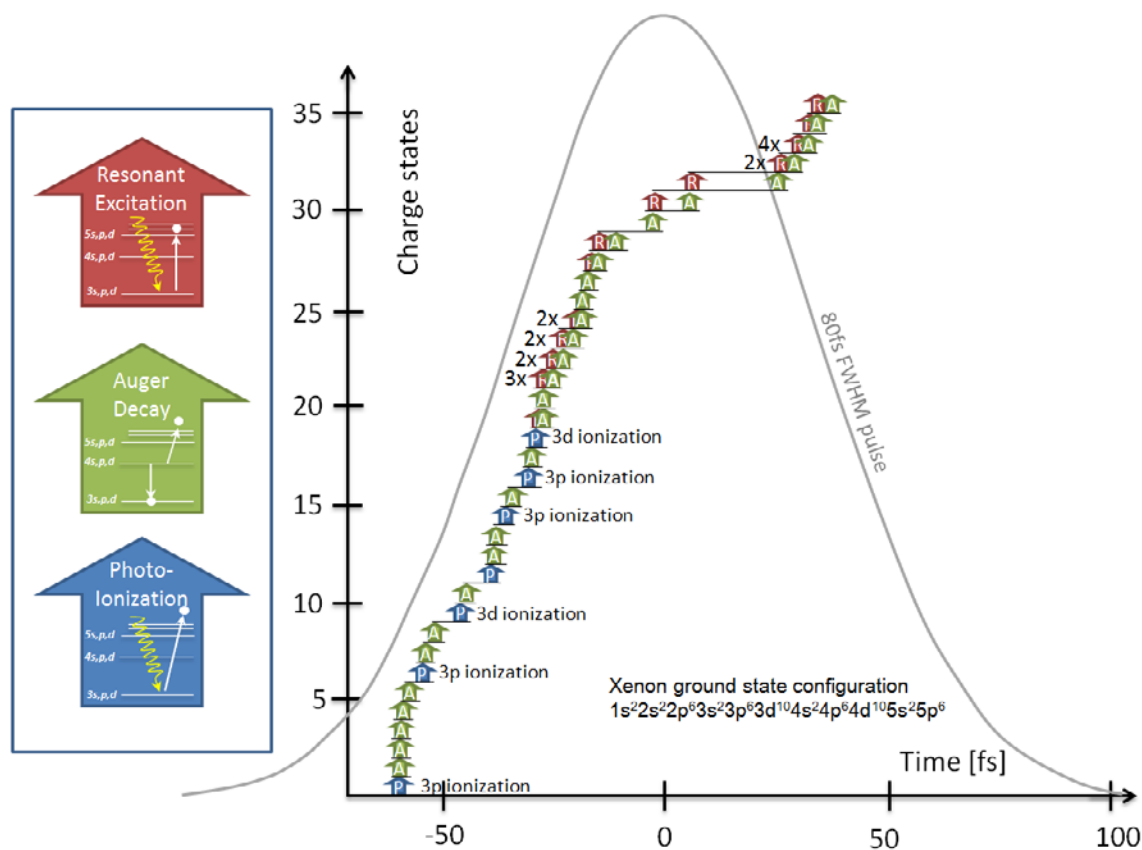 Resonant
Excitation
5s,p,d
4s,p,d
3s,p,d
Auger
Decay
5s,p,d
4s,p,d
3s,p,d
Photo-
Ionization
5s,p,d
4s,p,d
3s,p,d
Charge states
35
30
25
20
15
10
5
R A
A
4x R A
2x R A
A
R
R A
A
R A
A
A
A
2x A
2x R A
2x R A
3x R A
A
A
P 3d ionization
A
P 3p ionization
A
P 3p ionization
A
A
P
A
P 3d ionization
A
A
P 3p ionization
A
A
A
A
A
P 3p ionization
80fs FWHM pulse
Xenon ground state configuration
1s²2s²2p⁶3s²3p⁶3d¹⁰4s²4p⁶4d¹⁰5s²5p⁶
Time [fs]
-50 0 50 100